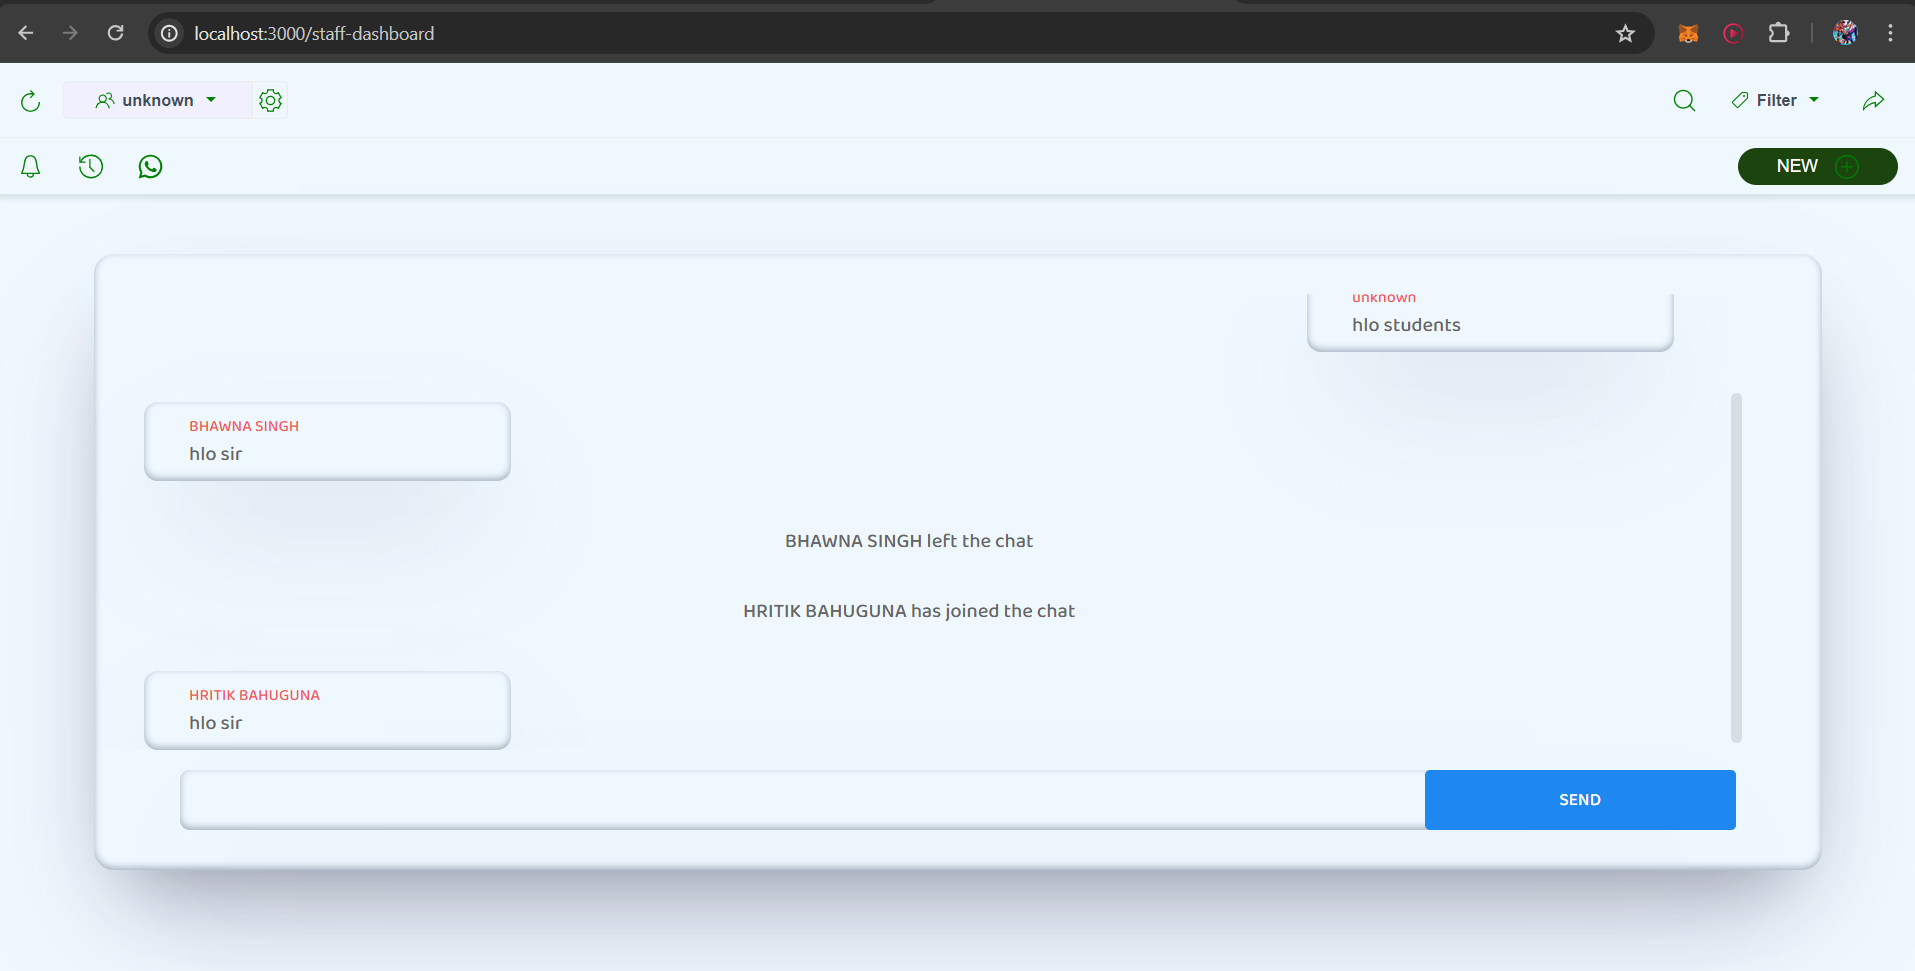 localhost:3000/staff-dashboard
unknown
Filter
NEW
unknown
hlo students
BHAWNA SINGH
hlo sir
BHAWNA SINGH left the chat
HRITIK BAHUGUNA has joined the chat
HRITIK BAHUGUNA
hlo sir
SEND